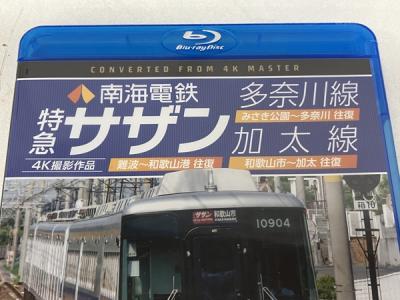 Blu-ray Disc
CONVERTED FROM 4K MASTER
南海電鉄
特急
サザン
4K撮影作品
難波～和歌山港 往復
多奈川線
みさき公園～多奈川 往復
加太線
和歌山市～加太 往復
サザン
和歌山市
10904
箱10